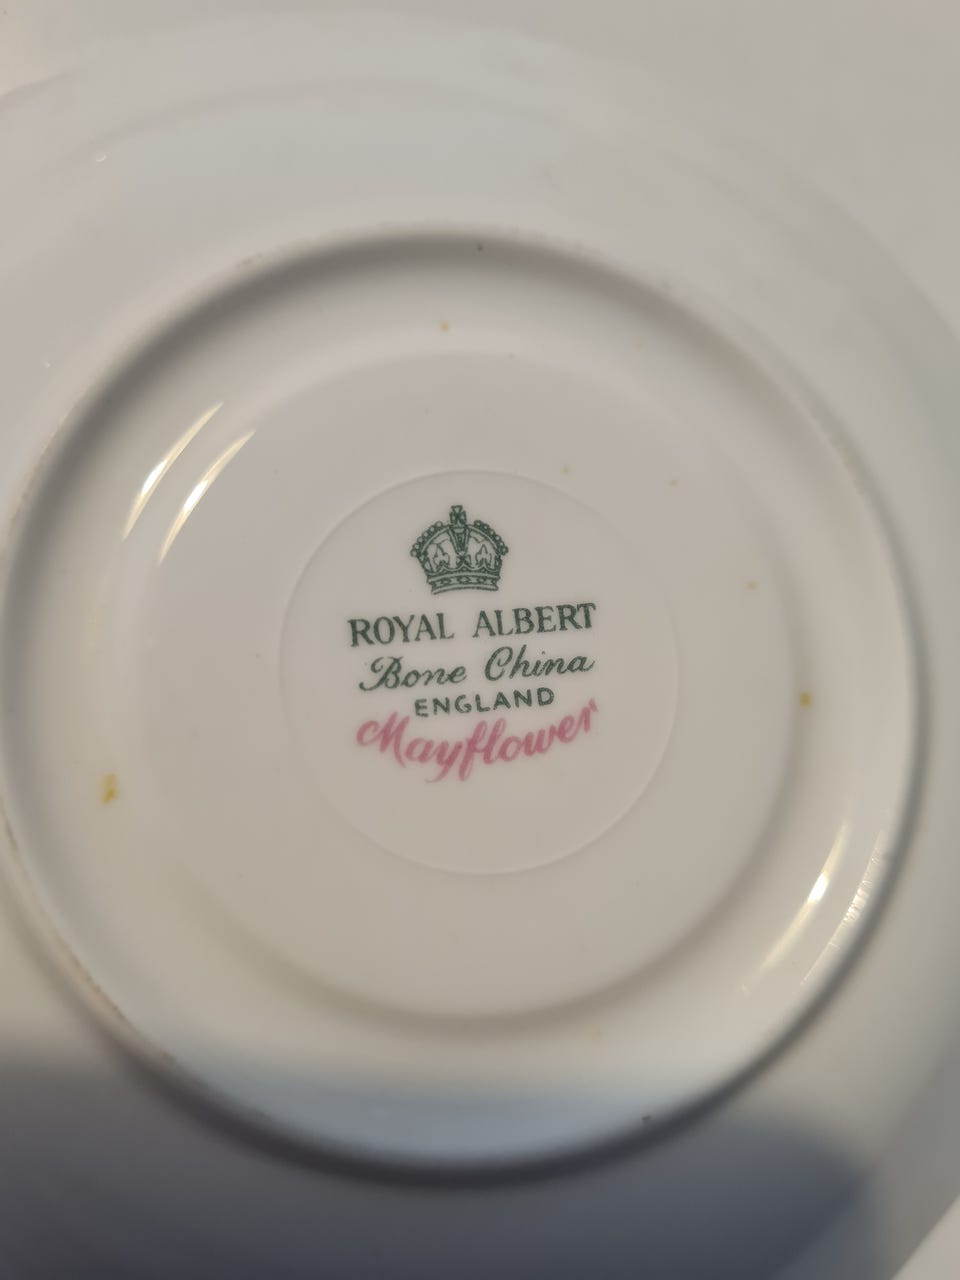 ROYAL ALBERT
Bone China
ENGLAND
Mayflower